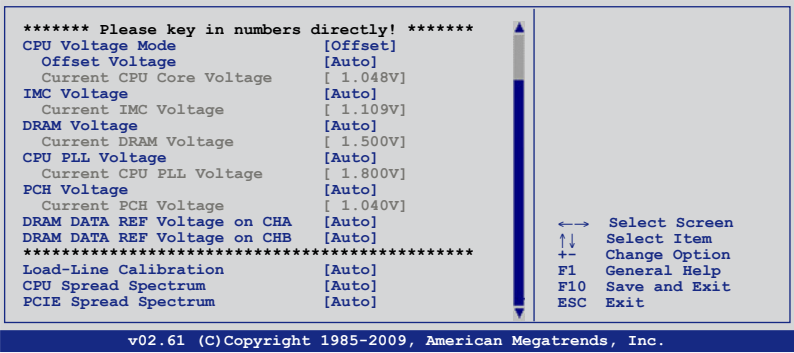 ******* Please key in numbers directly! *******
CPU Voltage Mode [Offset]
Offset Voltage [Auto]
Current CPU Core Voltage [ 1.048V]
IMC Voltage [Auto]
Current IMC Voltage [ 1.109V]
DRAM Voltage [Auto]
Current DRAM Voltage [ 1.500V]
CPU PLL Voltage [Auto]
Current CPU PLL Voltage [ 1.800V]
PCH Voltage [Auto]
Current PCH Voltage [ 1.040V]
DRAM DATA REF Voltage on CHA [Auto]
DRAM DATA REF Voltage on CHB [Auto]
************************************************
Load-Line Calibration [Auto]
CPU Spread Spectrum [Auto]
PCIE Spread Spectrum [Auto]
←→ Select Screen
↑↓ Select Item
+- Change Option
F1 General Help
F10 Save and Exit
ESC Exit
v02.61 (C)Copyright 1985-2009, American Megatrends, Inc.